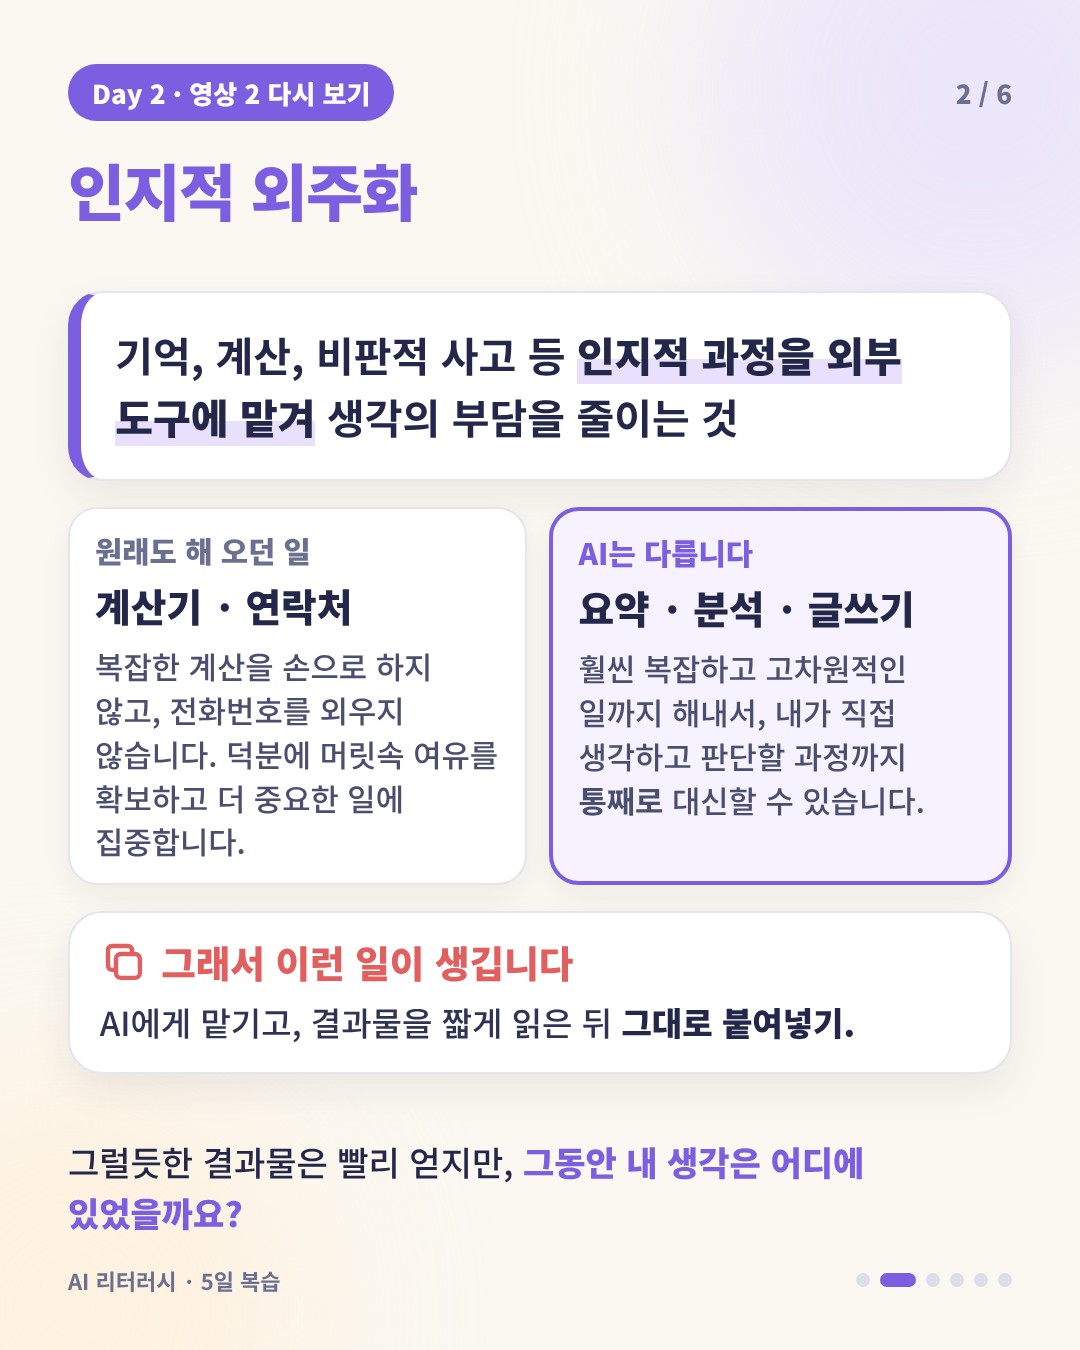 Day 2 · 영상 2 다시 보기
2 / 6
인지적 외주화
기억, 계산, 비판적 사고 등 인지적 과정을 외부
도구에 맡겨 생각의 부담을 줄이는 것
원래도 해 오던 일
계산기 · 연락처
복잡한 계산을 손으로 하지
않고, 전화번호를 외우지
않습니다. 덕분에 머릿속 여유를
확보하고 더 중요한 일에
집중합니다.
AI는 다릅니다
요약 · 분석 · 글쓰기
훨씬 복잡하고 고차원적인
일까지 해내서, 내가 직접
생각하고 판단할 과정까지
통째로 대신할 수 있습니다.
그래서 이런 일이 생깁니다
AI에게 맡기고, 결과물을 짧게 읽은 뒤 그대로 붙여넣기.
그럴듯한 결과물은 빨리 얻지만, 그동안 내 생각은 어디에
있었을까요?
AI 리터러시 · 5일 복습